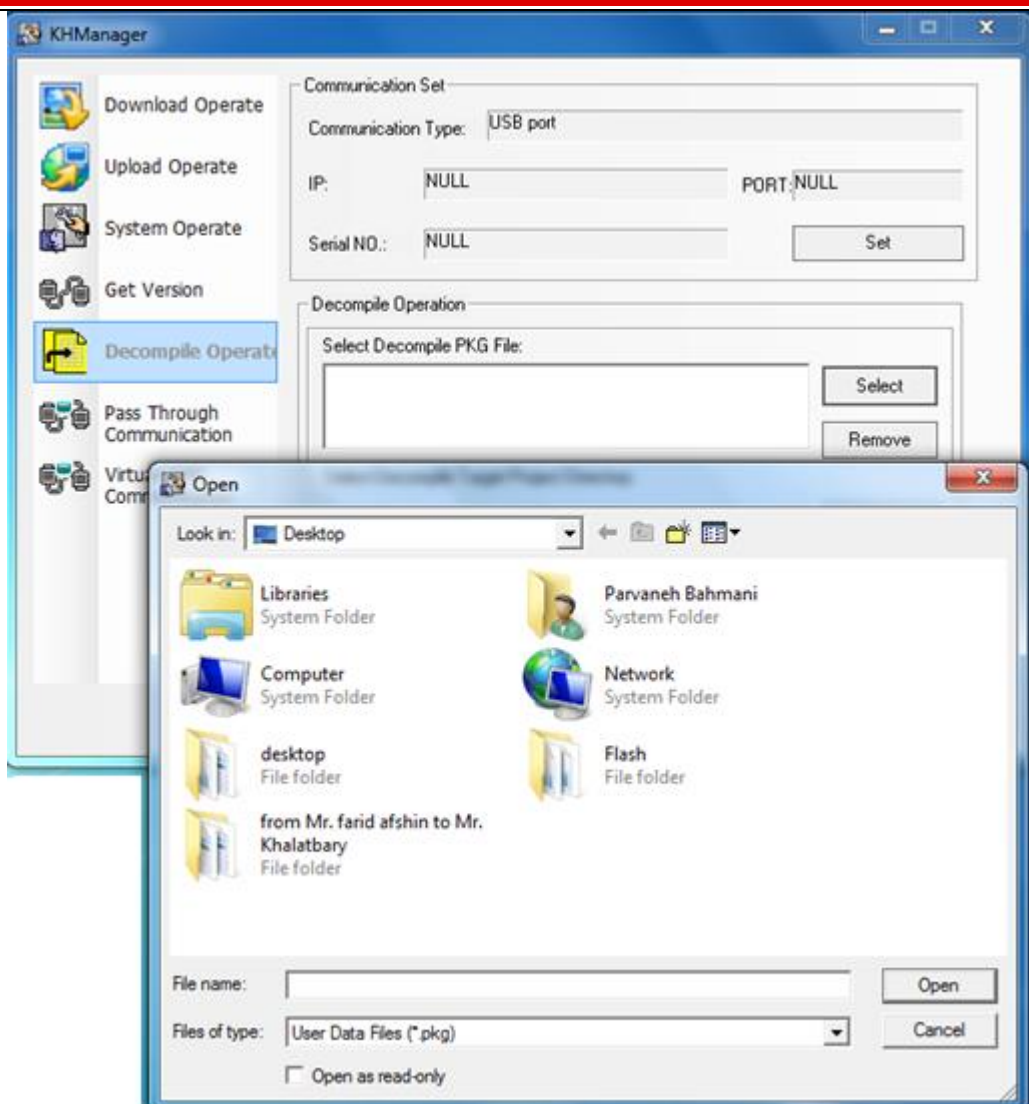 KHManager
Download Operate
Upload Operate
System Operate
Get Version
Decompile Operate
Pass Through
Communication
Virtu
Comm
Communication Set
Communication Type: USB port
IP: NULL PORT: NULL
Serial NO.: NULL Set
Decompile Operation
Select Decompile PKG File:
Select
Remove
Open
Look in: Desktop
Libraries
System Folder
Parvaneh Bahmani
System Folder
Computer
System Folder
Network
System Folder
desktop
File folder
Flash
File folder
from Mr. farid afshin to Mr.
Khalatbary
File folder
File name: Open
Files of type: User Data Files (*.pkg) Cancel
Open as read-only